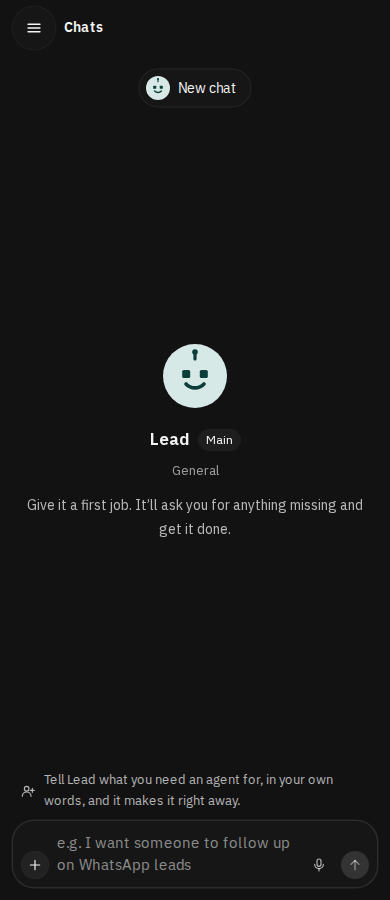 Chats
New chat
Lead Main
General
Give it a first job. It’ll ask you for anything missing and
get it done.
Tell Lead what you need an agent for, in your own
words, and it makes it right away.
e.g. I want someone to follow up
on WhatsApp leads